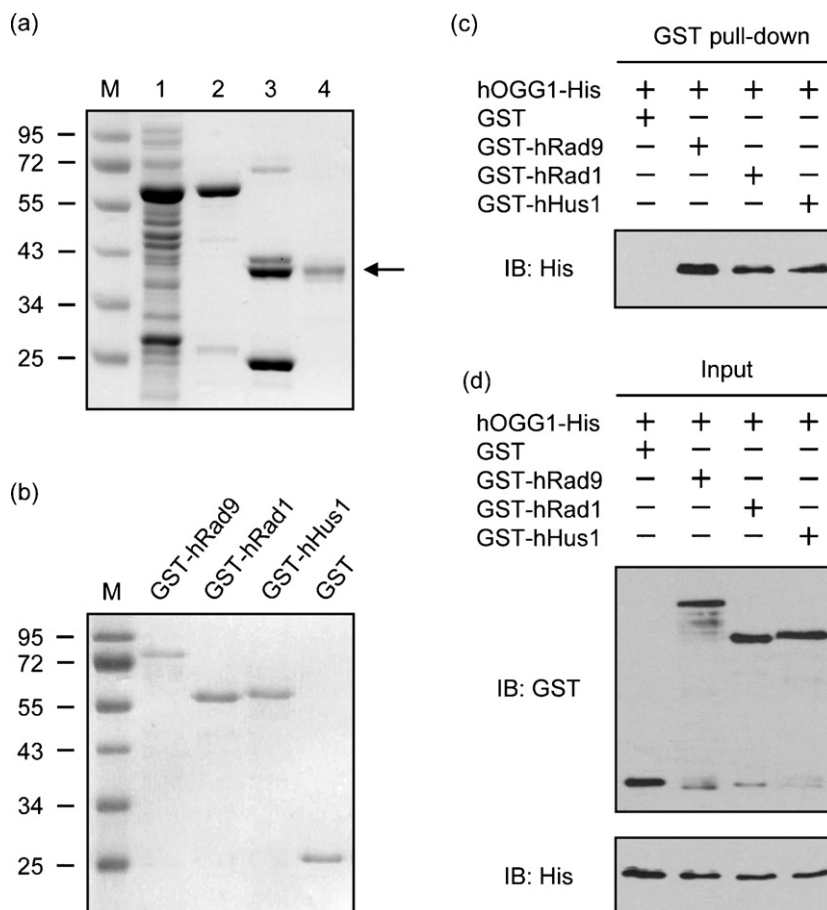 (a)
M 1 2 3 4
95
72
55
43
34
25
(b)
M GST-hRad9 GST-hRad1 GST-hHus1 GST
95
72
55
43
34
25
(c)
GST pull-down
hOGG1-His + + + +
GST + − − −
GST-hRad9 − + − −
GST-hRad1 − − + −
GST-hHus1 − − − +
IB: His
(d)
Input
hOGG1-His + + + +
GST + − − −
GST-hRad9 − + − −
GST-hRad1 − − + −
GST-hHus1 − − − +
IB: GST
IB: His